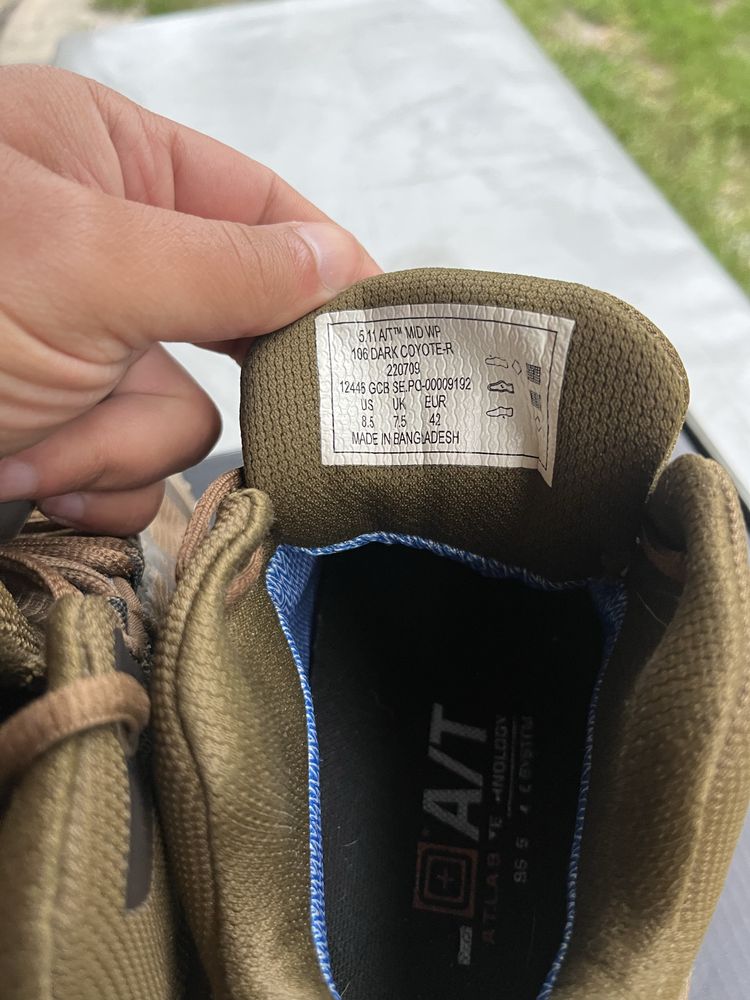 5.11 A/T™ MID WP
106 DARK COYOTE-R
220709
12446 GCB SE.PO-00009192
US UK EUR
8.5 7.5 42
MADE IN BANGLADESH
A/T
ATLAS